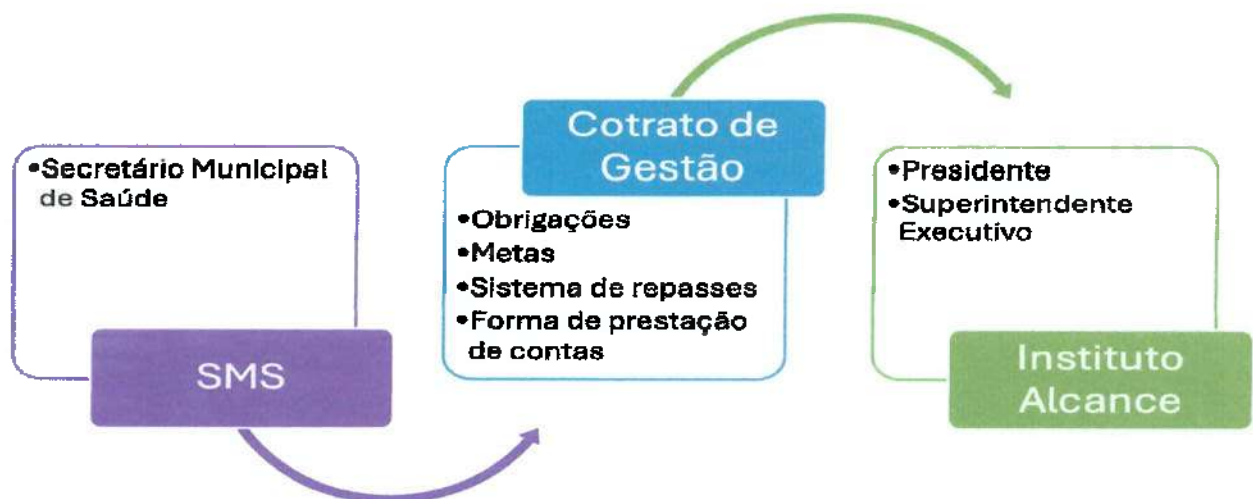 •Secretário Municipal
de Saúde
SMS
Cotrato de
Gestão
•Obrigações
•Metas
•Sistema de repasses
•Forma de prestação
de contas
•Presidente
•Superintendente
Executivo
Instituto
Alcance